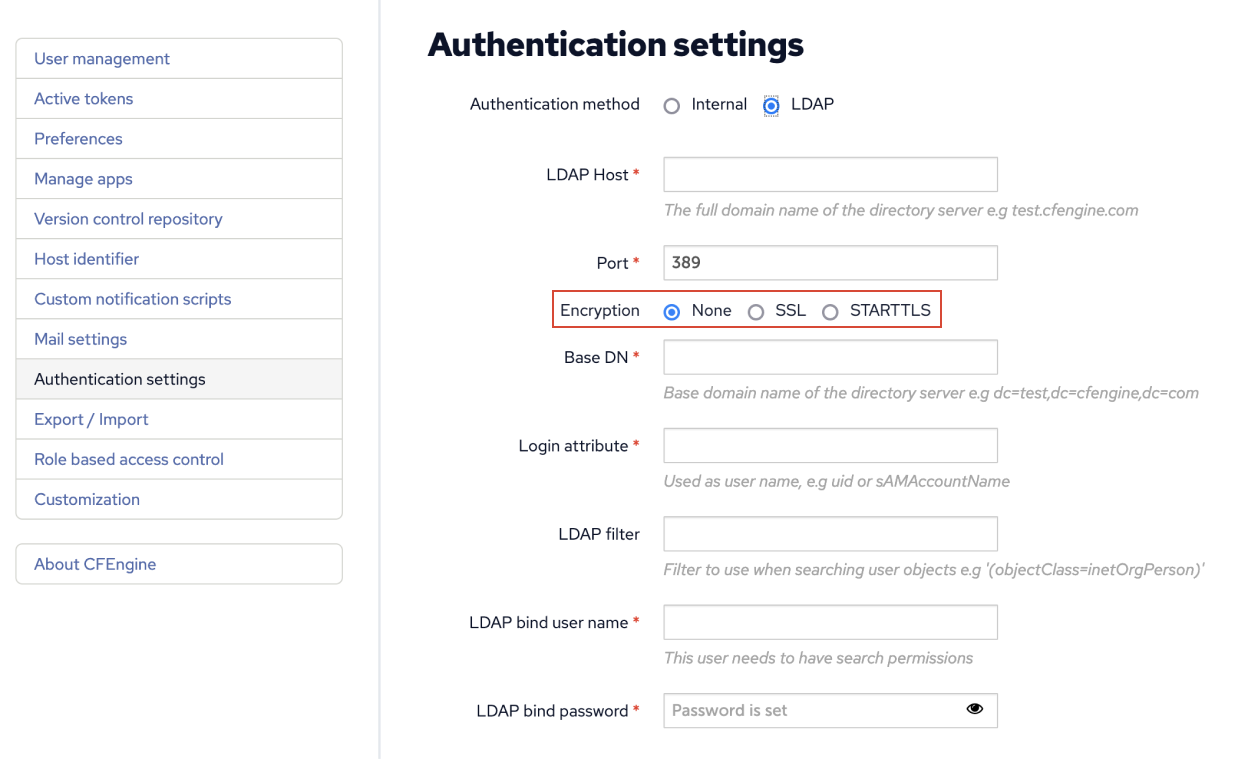 User management
Active tokens
Preferences
Manage apps
Version control repository
Host identifier
Custom notification scripts
Mail settings
Authentication settings
Export / Import
Role based access control
Customization
About CFEngine
Authentication settings
Authentication method Internal LDAP
LDAP Host *
The full domain name of the directory server e.g test.cfengine.com
Port * 389
Encryption None SSL STARTTLS
Base DN *
Base domain name of the directory server e.g dc=test,dc=cfengine,dc=com
Login attribute *
Used as user name, e.g uid or sAMAccountName
LDAP filter
Filter to use when searching user objects e.g '(objectClass=inetOrgPerson)'
LDAP bind user name *
This user needs to have search permissions
LDAP bind password * Password is set